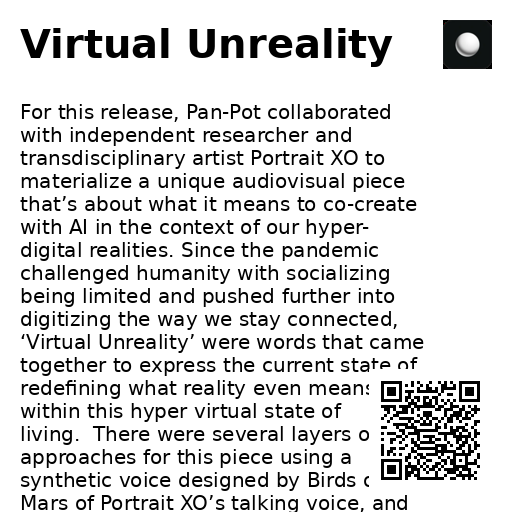 Virtual Unreality
For this release, Pan-Pot collaborated
with independent researcher and
transdisciplinary artist Portrait XO to
materialize a unique audiovisual piece
that’s about what it means to co-create
with AI in the context of our hyper-
digital realities. Since the pandemic
challenged humanity with socializing
being limited and pushed further into
digitizing the way we stay connected,
‘Virtual Unreality’ were words that came
together to express the current state of
redefining what reality even means
within this hyper virtual state of
living.  There were several layers
approaches for this piece using a
synthetic voice designed by Birds
Mars of Portrait XO’s talking voice, and